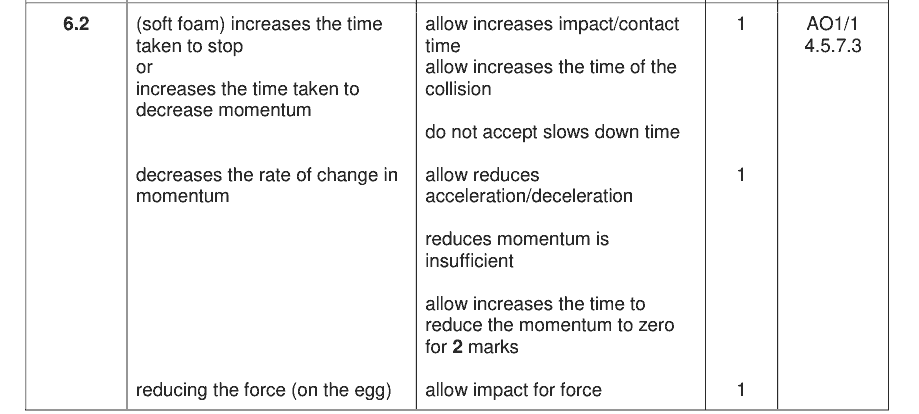 6.2
(soft foam) increases the time
taken to stop
or
increases the time taken to
decrease momentum
allow increases impact/contact
time
allow increases the time of the
collision
do not accept slows down time
1
AO1/1
4.5.7.3
decreases the rate of change in
momentum
allow reduces
acceleration/deceleration
reduces momentum is
insufficient
allow increases the time to
reduce the momentum to zero
for 2 marks
1
reducing the force (on the egg)
allow impact for force
1